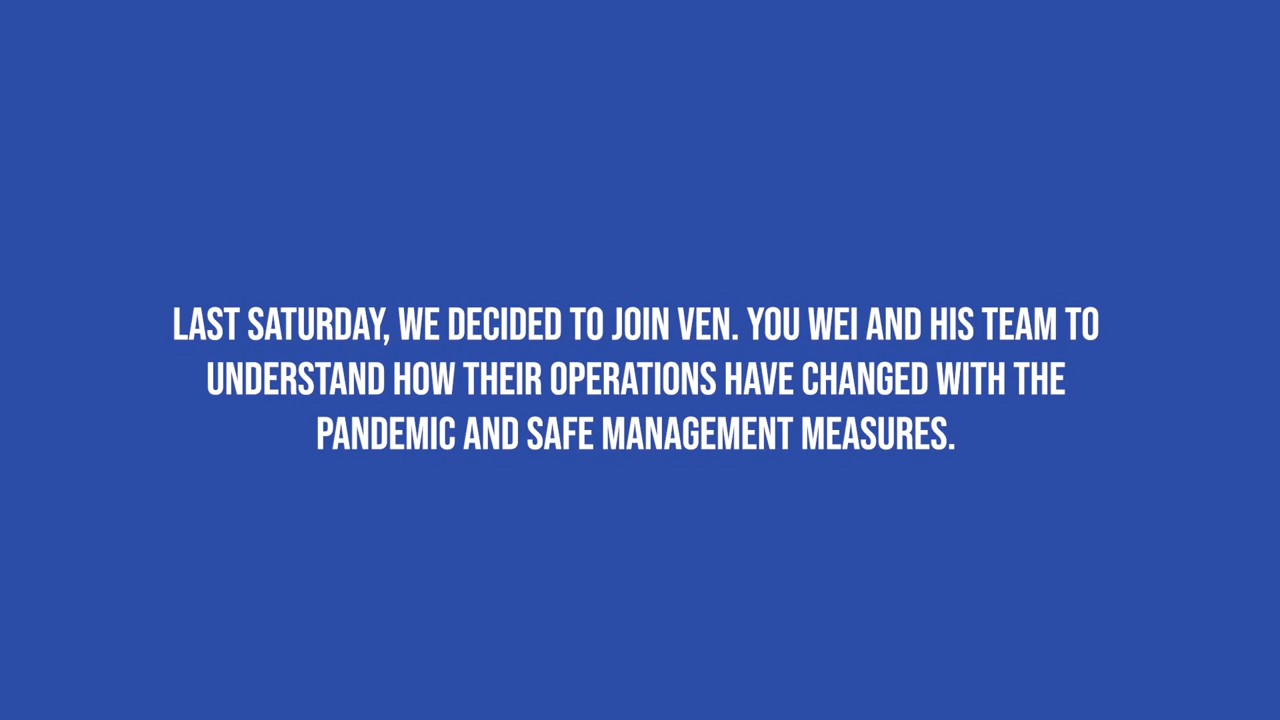 LAST SATURDAY, WE DECIDED TO JOIN VEN. YOU WEI AND HIS TEAM TO
UNDERSTAND HOW THEIR OPERATIONS HAVE CHANGED WITH THE
PANDEMIC AND SAFE MANAGEMENT MEASURES.